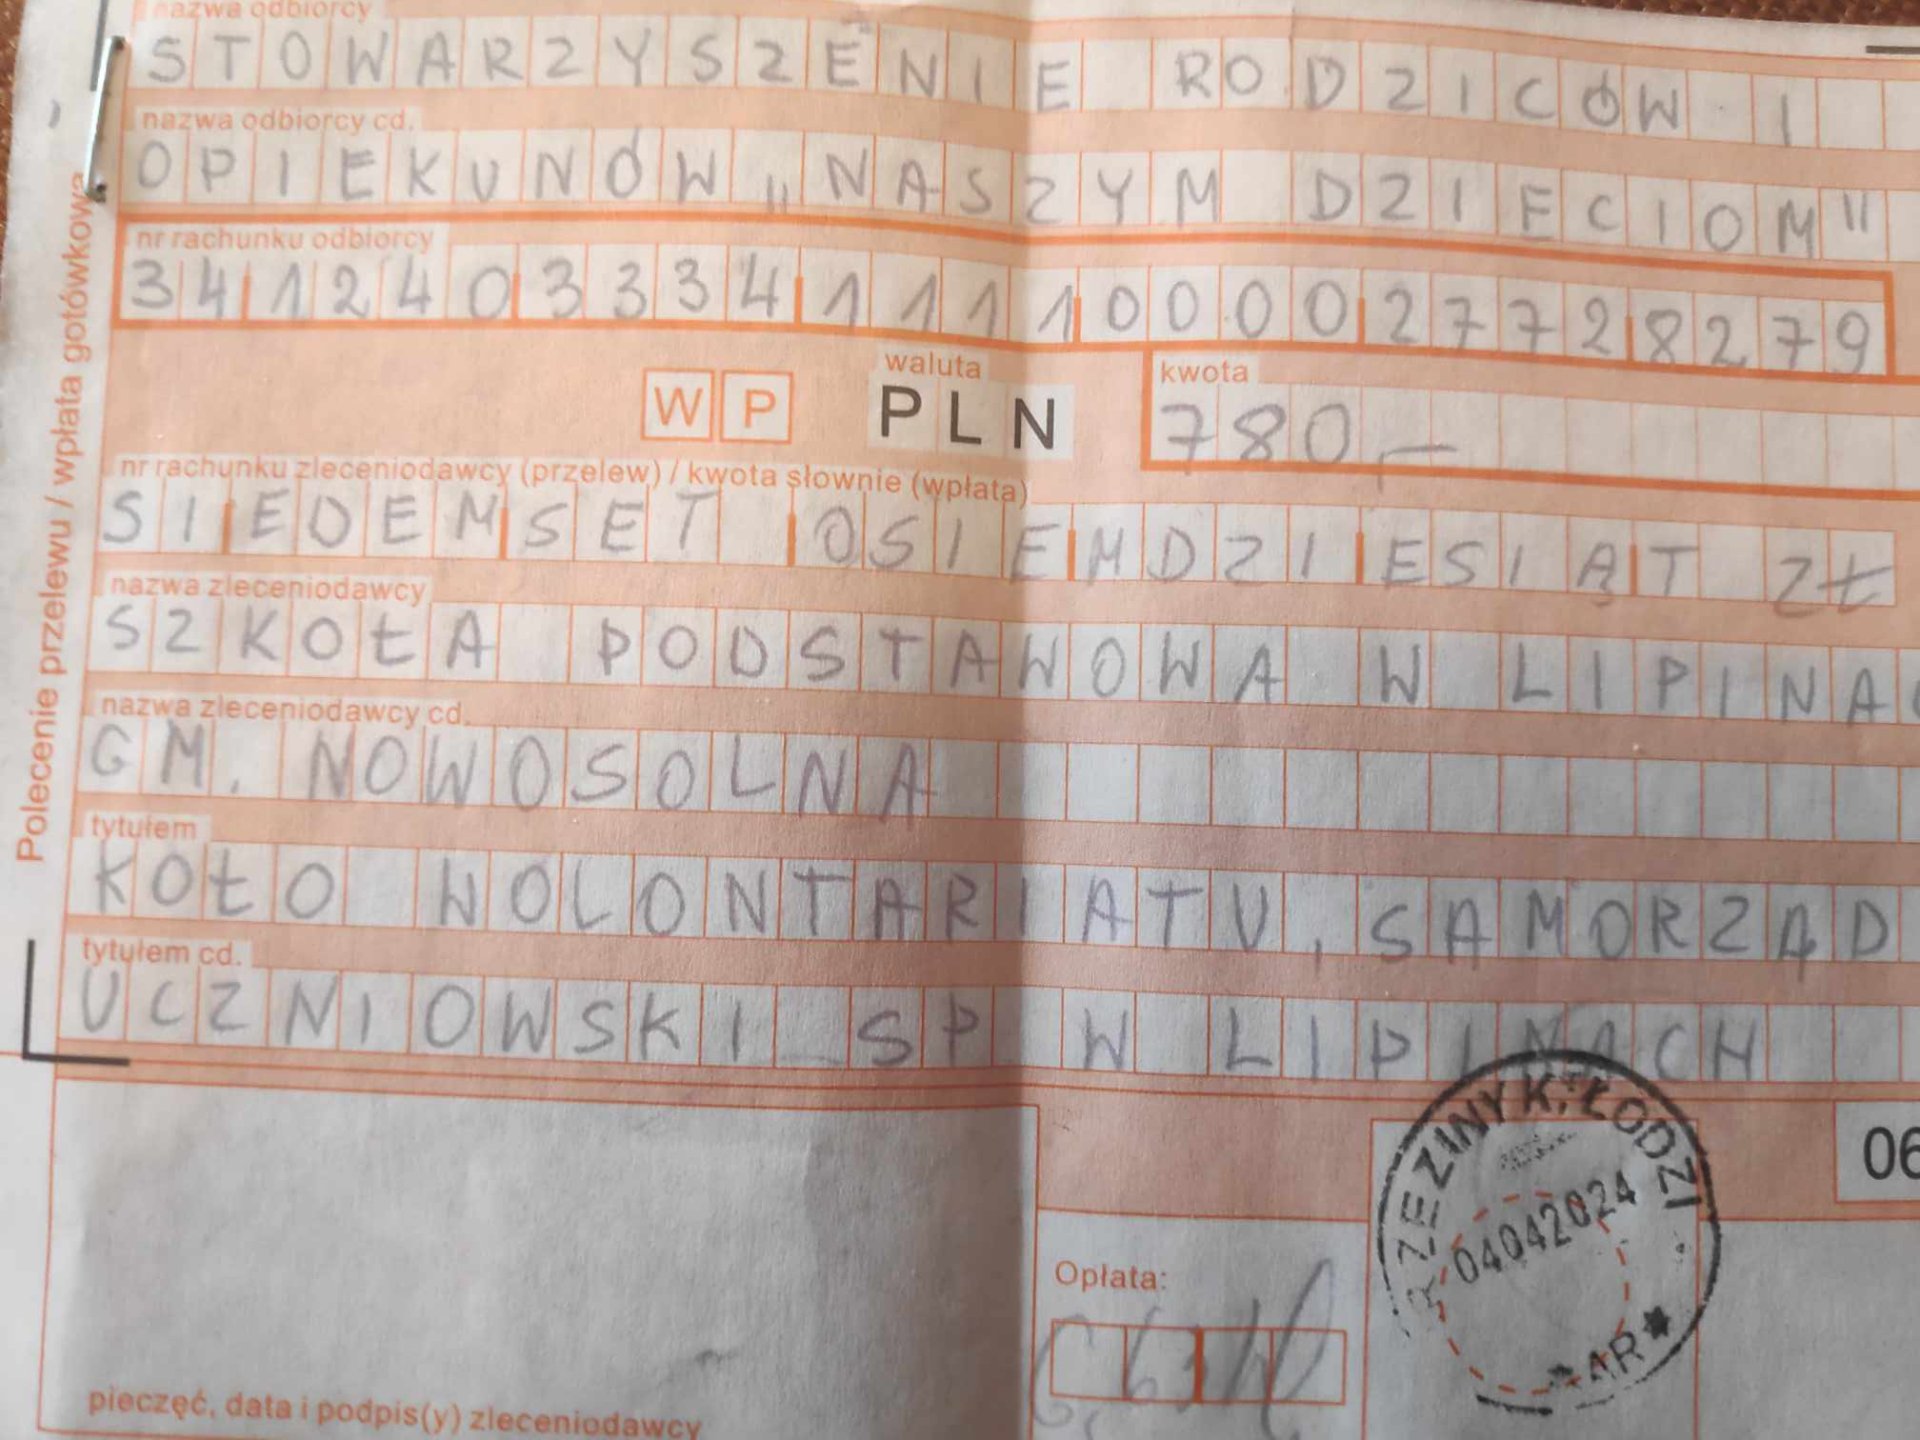 nazwa odbiorcy
STOWARZYSZENIE RODZICÓW I
nazwa odbiorcy cd.
OPIEKUNÓW „NASZYM DZIECIOM"
nr rachunku odbiorcy
34124033341111000027728279
W P
waluta
PLN
kwota
780,—
nr rachunku zleceniodawcy (przelew) / kwota słownie (wpłata)
SIEDEMSET OSIEMDZIESIĄT ZŁ
nazwa zleceniodawcy
SZKOŁA PODSTAWOWA W LIPINA
nazwa zleceniodawcy cd.
GM. NOWOSOLNA
tytułem
KOŁO WOLONTARIATU, SAMORZĄD
tytułem cd.
UCZNIOWSKI SP W LIPINACH
Polecenie przelewu / wpłata gotówkowa
RZEZINY K. ŁODZI
04042024
AR
06
Opłata:
pieczęć, data i podpis(y) zleceniodawcy